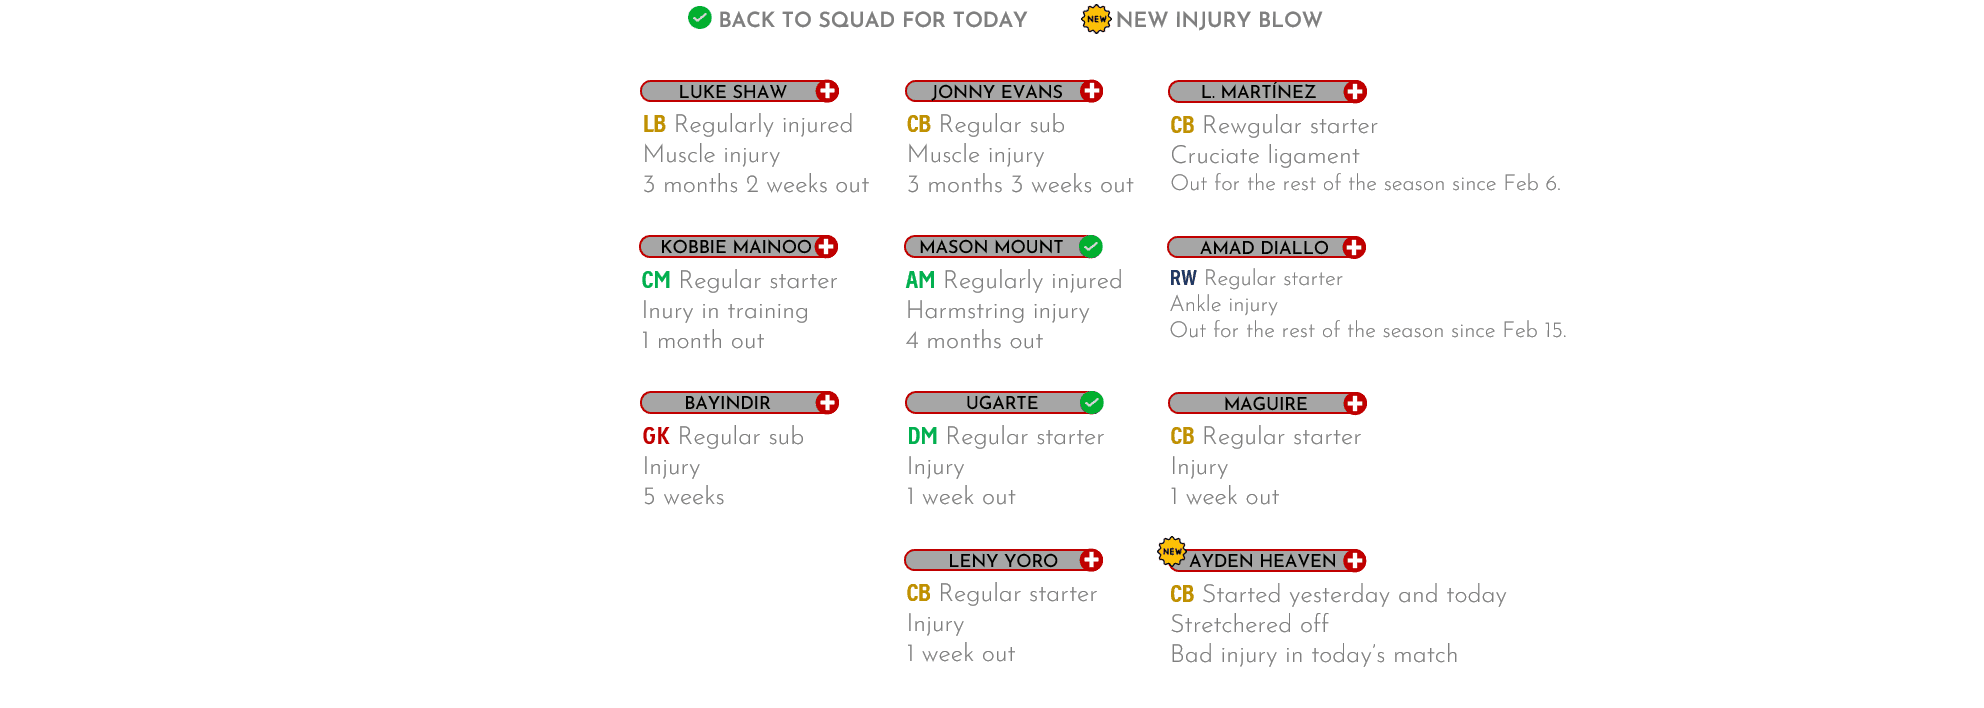 BACK TO SQUAD FOR TODAY
NEW NEW INJURY BLOW
LUKE SHAW
LB Regularly injured
Muscle injury
3 months 2 weeks out
JONNY EVANS
CB Regular sub
Muscle injury
3 months 3 weeks out
L. MARTÍNEZ
CB Rewgular starter
Cruciate ligament
Out for the rest of the season since Feb 6.
KOBBIE MAINOO
CM Regular starter
Inury in training
1 month out
MASON MOUNT
AM Regularly injured
Harmstring injury
4 months out
AMAD DIALLO
RW Regular starter
Ankle injury
Out for the rest of the season since Feb 15.
BAYINDIR
GK Regular sub
Injury
5 weeks
UGARTE
DM Regular starter
Injury
1 week out
MAGUIRE
CB Regular starter
Injury
1 week out
LENY YORO
CB Regular starter
Injury
1 week out
NEW AYDEN HEAVEN
CB Started yesterday and today
Stretchered off
Bad injury in today's match